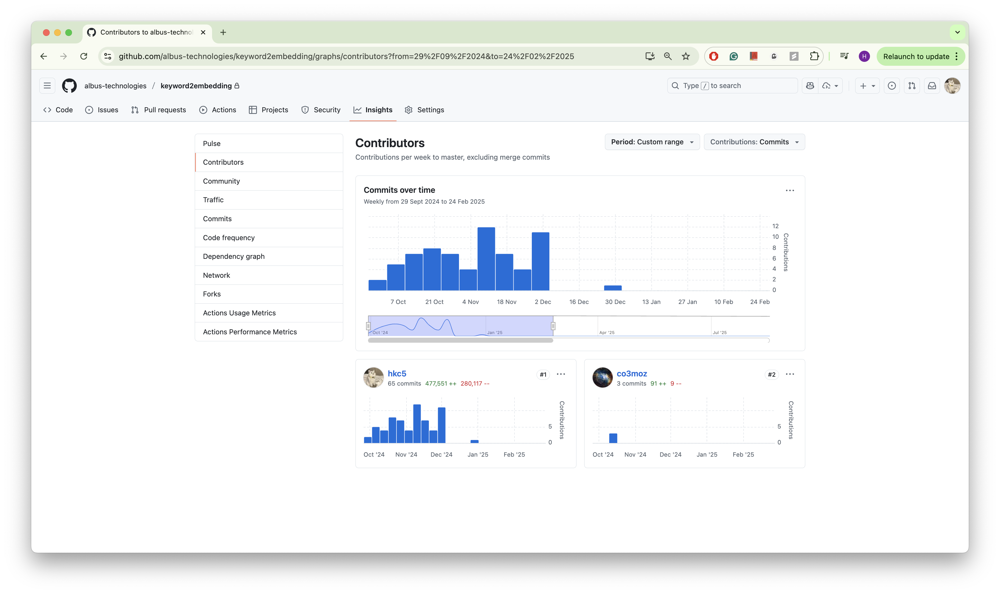 Contributors to albus-technol
github.com/albus-technologies/keyword2embedding/graphs/contributors?from=29%2F09%2F2024&to=24%2F02%2F2025
H
Relaunch to update
albus-technologies / keyword2embedding
Type / to search
Code Issues Pull requests Actions Projects Security Insights Settings
Pulse
Contributors
Community
Traffic
Commits
Code frequency
Dependency graph
Network
Forks
Actions Usage Metrics
Actions Performance Metrics
Contributors
Contributions per week to master, excluding merge commits
Period: Custom range
Contributions: Commits
Commits over time
Weekly from 29 Sept 2024 to 24 Feb 2025
12
10
8
6
4
2
0
Contributions
7 Oct 21 Oct 4 Nov 18 Nov 2 Dec 16 Dec 30 Dec 13 Jan 27 Jan 10 Feb 24 Feb
Oct '24 Jan '25 Apr '25 Jul '25
hkc5
#1
65 commits 477,551 ++ 280,117 --
5
0
Contributions
Oct '24 Nov '24 Dec '24 Jan '25 Feb '25
co3moz
#2
3 commits 91 ++ 9 --
5
0
Contributions
Oct '24 Nov '24 Dec '24 Jan '25 Feb '25